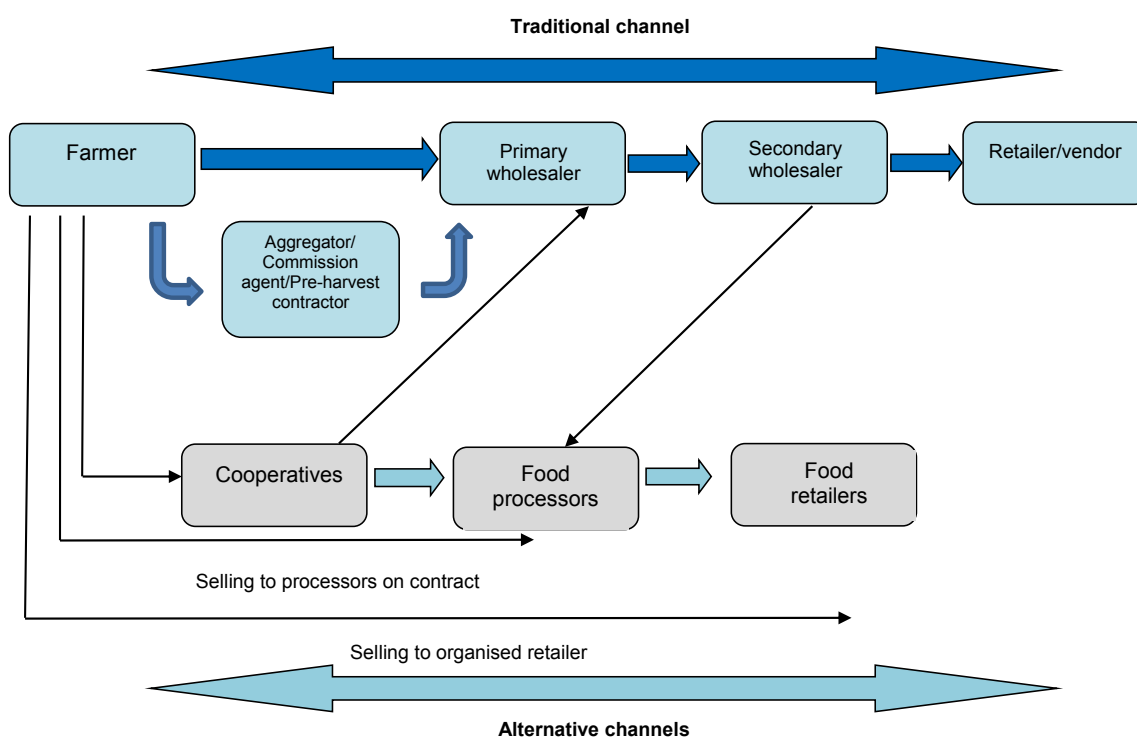 Traditional channel
Farmer
Primary
wholesaler
Secondary
wholesaler
Retailer/vendor
Aggregator/
Commission
agent/Pre-harvest
contractor
Cooperatives
Food
processors
Food
retailers
Selling to processors on contract
Selling to organised retailer
Alternative channels